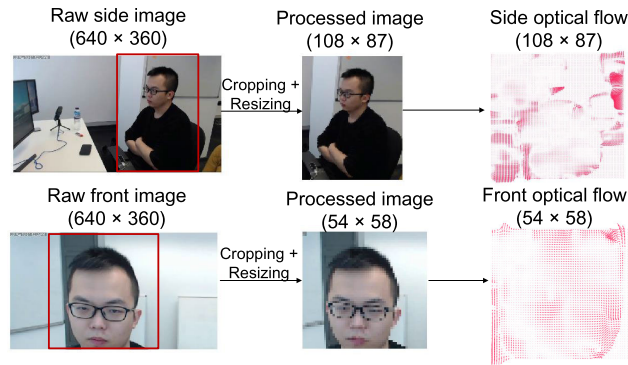 Raw side image
(640 × 360)
Processed image
(108 × 87)
Side optical flow
(108 × 87)
Cropping +
Resizing
Raw front image
(640 × 360)
Processed image
(54 × 58)
Front optical flow
(54 × 58)
Cropping +
Resizing